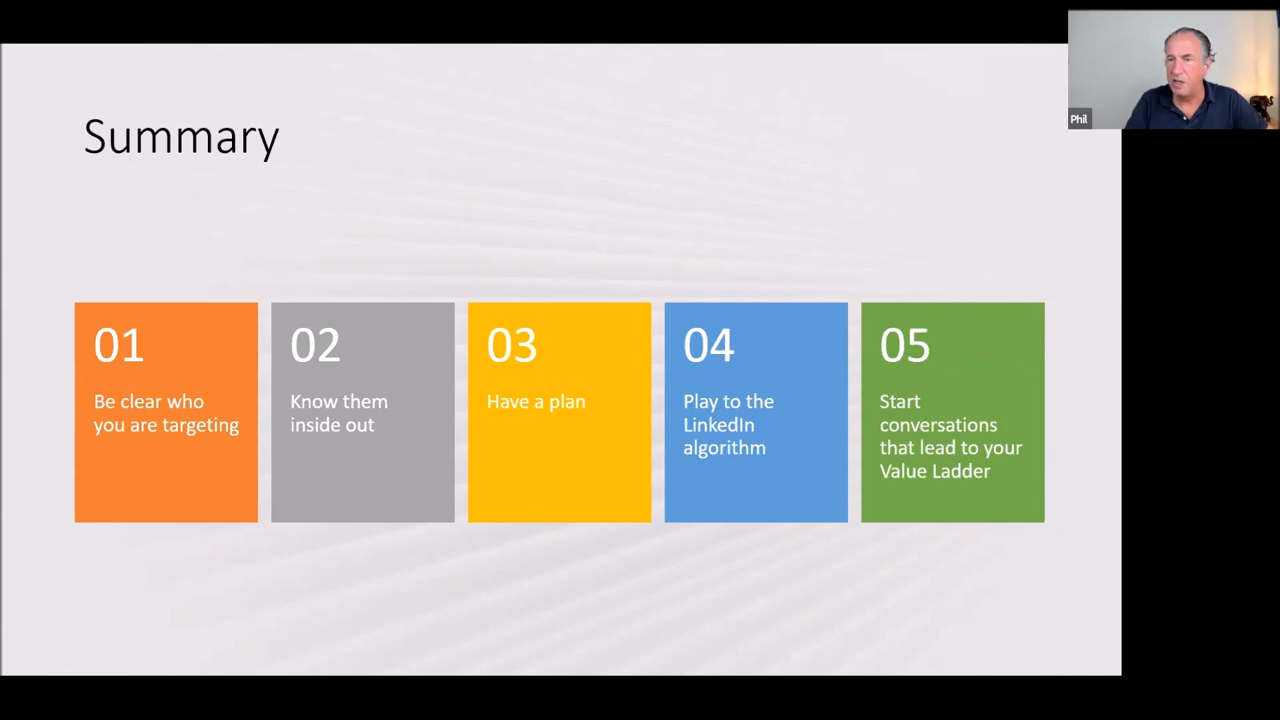 Phil
Summary
01
Be clear who
you are targeting
02
Know them
inside out
03
Have a plan
04
Play to the
LinkedIn
algorithm
05
Start
conversations
that lead to your
Value Ladder